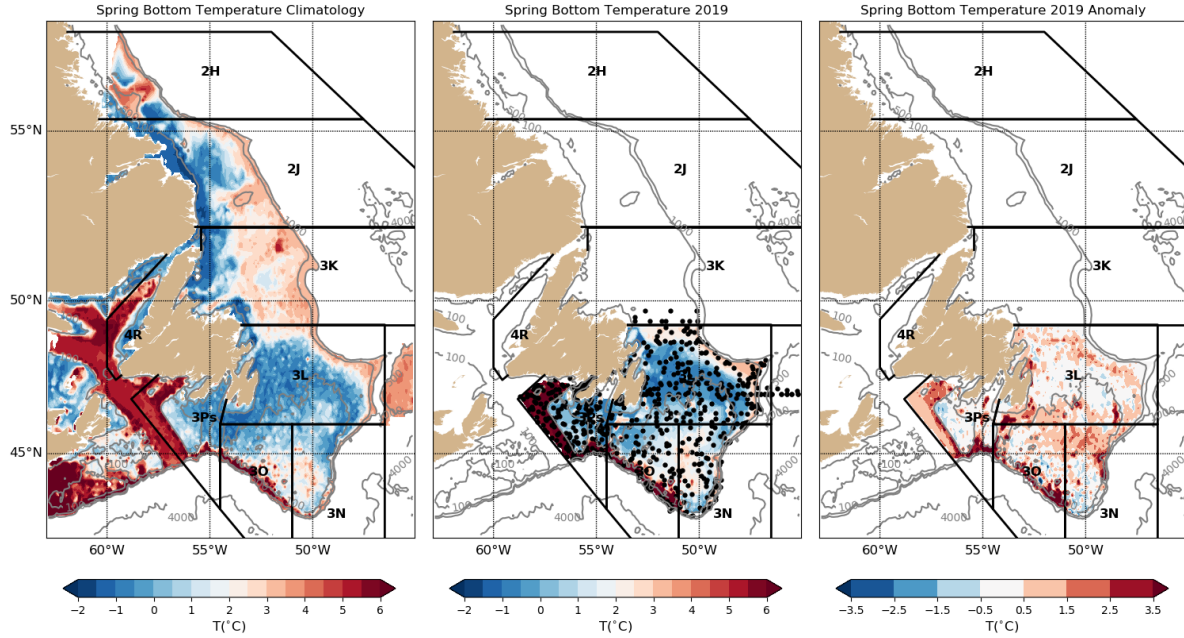 Spring Bottom Temperature Climatology
Spring Bottom Temperature 2019
Spring Bottom Temperature 2019 Anomaly
2H
2J
3K
4R
3L
3Ps
3O
3N
1000
100
4000
4000
55°N
50°N
45°N
60°W 55°W 50°W
−2 −1 0 1 2 3 4 5 6
T(°C)
2H
2J
3K
4R
3L
3Ps
3O
3N
1000
100
4000
4000
60°W 55°W 50°W
−2 −1 0 1 2 3 4 5 6
T(°C)
2H
2J
3K
4R
3L
3Ps
3O
3N
1000
100
4000
4000
60°W 55°W 50°W
−3.5 −2.5 −1.5 −0.5 0.5 1.5 2.5 3.5
T(°C)